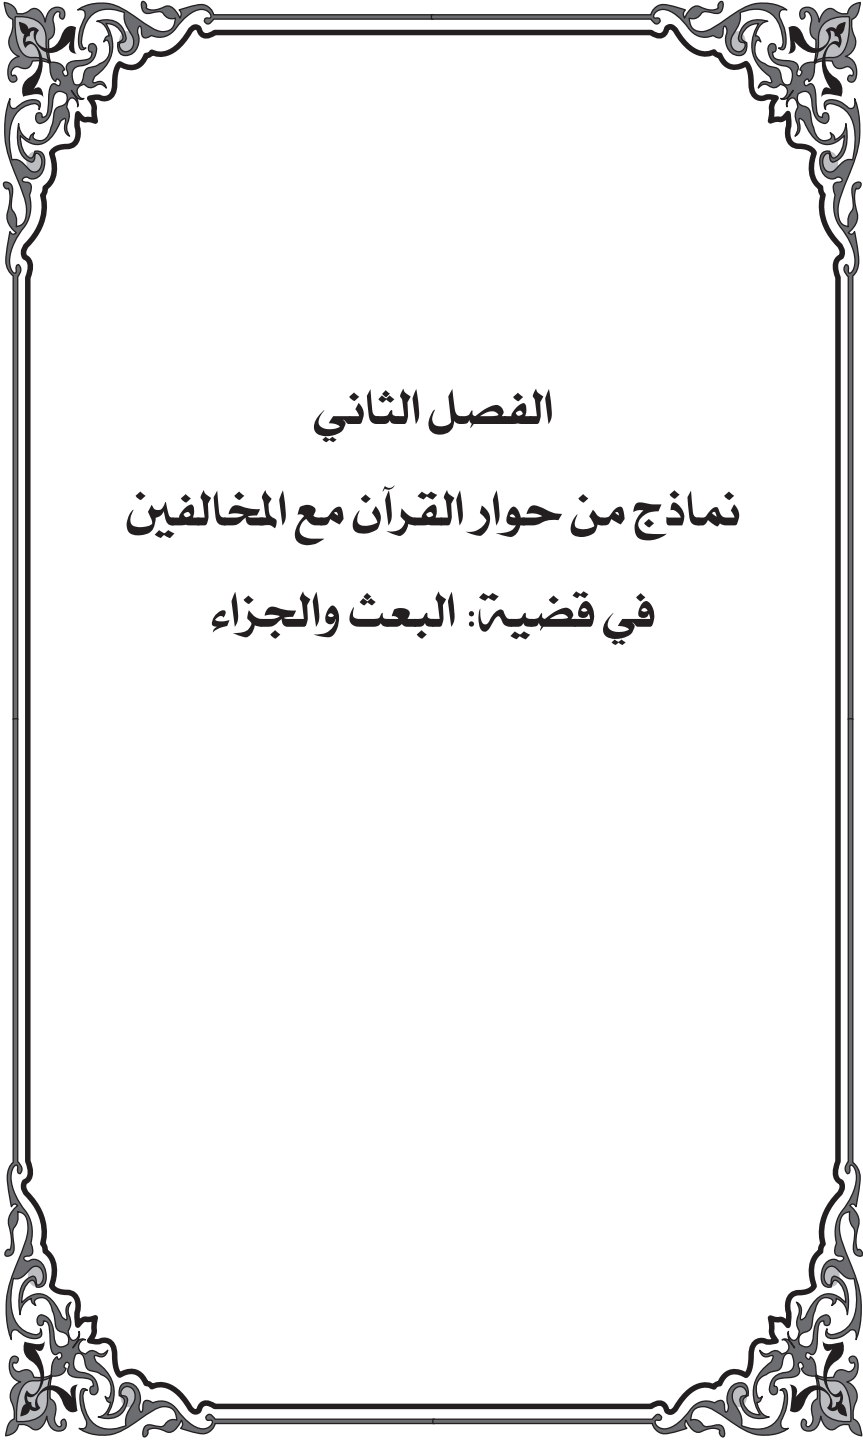 الفصل الثاني
نماذج من حوار القرآن مع المخالفين
في قضية: البعث والجزاء